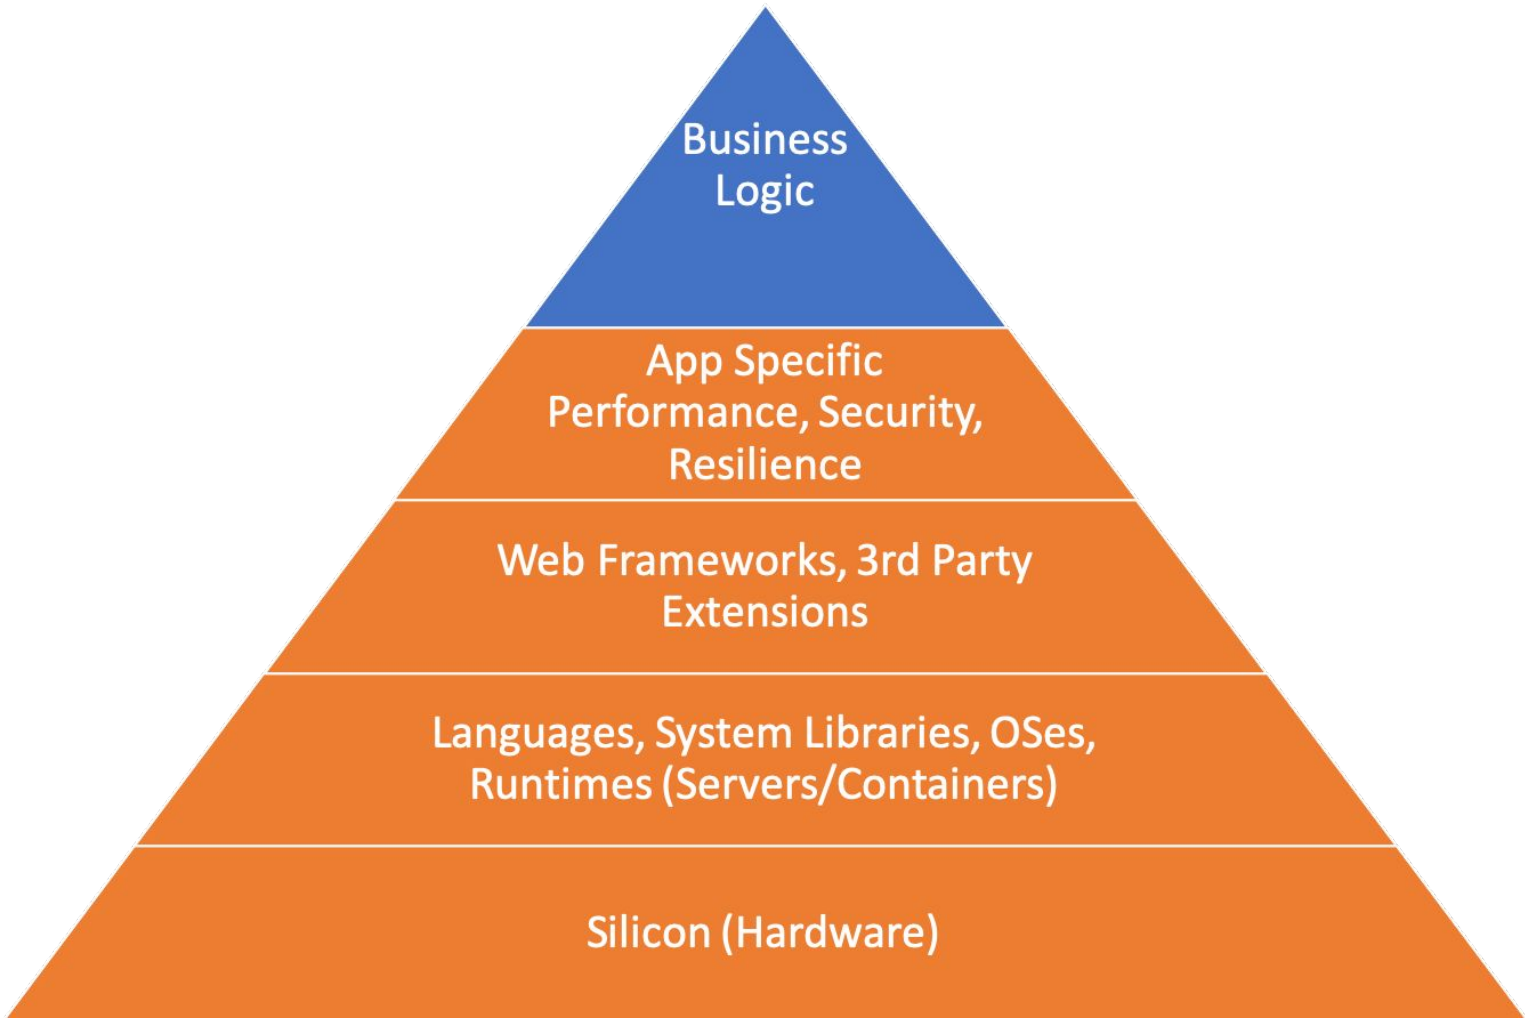 Business
Logic
App Specific
Performance, Security,
Resilience
Web Frameworks, 3rd Party
Extensions
Languages, System Libraries, OSes,
Runtimes (Servers/Containers)
Silicon (Hardware)